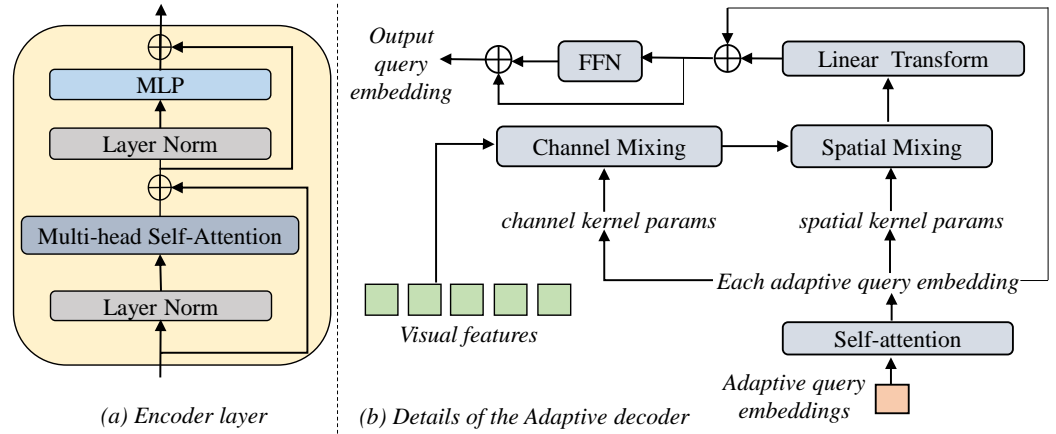 MLP
Layer Norm
Multi-head Self-Attention
Layer Norm
(a) Encoder layer
Output
query
embedding
FFN
Linear Transform
Channel Mixing
Spatial Mixing
channel kernel params
spatial kernel params
Each adaptive query embedding
Visual features
Self-attention
Adaptive query
embeddings
(b) Details of the Adaptive decoder